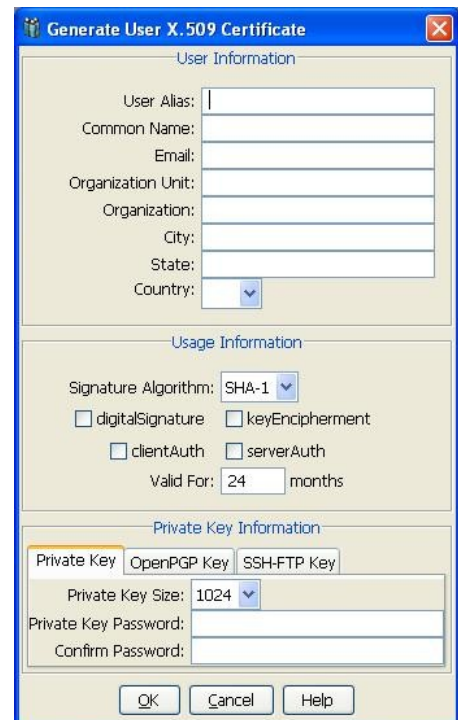 Generate User X.509 Certificate
User Information
User Alias:
Common Name:
Email:
Organization Unit:
Organization:
City:
State:
Country:
Usage Information
Signature Algorithm: SHA-1
digitalSignature keyEncipherment
clientAuth serverAuth
Valid For: 24 months
Private Key Information
Private Key OpenPGP Key SSH-FTP Key
Private Key Size: 1024
Private Key Password:
Confirm Password:
OK Cancel Help